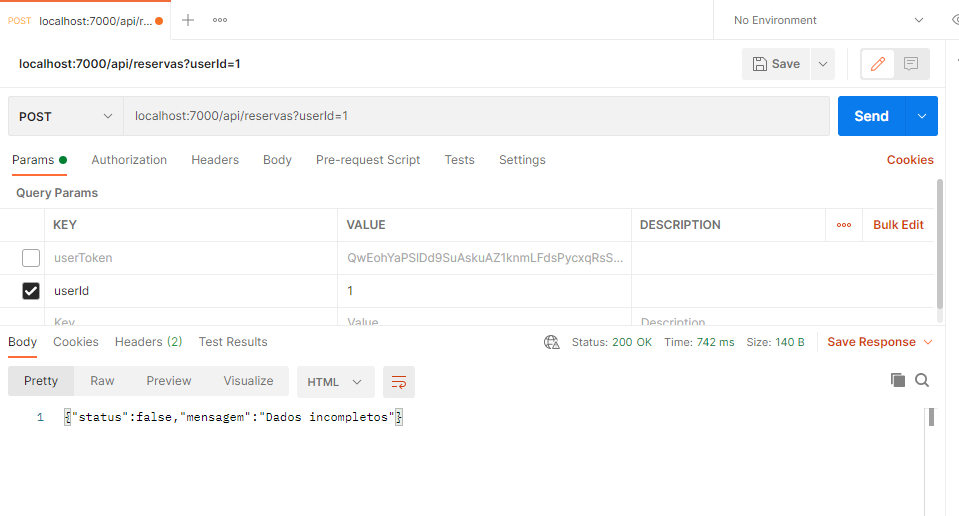 POST localhost:7000/api/r... No Environment
localhost:7000/api/reservas?userId=1 Save
POST localhost:7000/api/reservas?userId=1 Send
Params Authorization Headers Body Pre-request Script Tests Settings Cookies
Query Params
KEY VALUE DESCRIPTION Bulk Edit
userToken QwEohYaPSlDd9SuAskuAZ1knmLFdsPycxqRsS...
userId 1
Key Value Description
Body Cookies Headers (2) Test Results Status: 200 OK Time: 742 ms Size: 140 B Save Response
Pretty Raw Preview Visualize HTML
1 {"status":false,"mensagem":"Dados incompletos"}